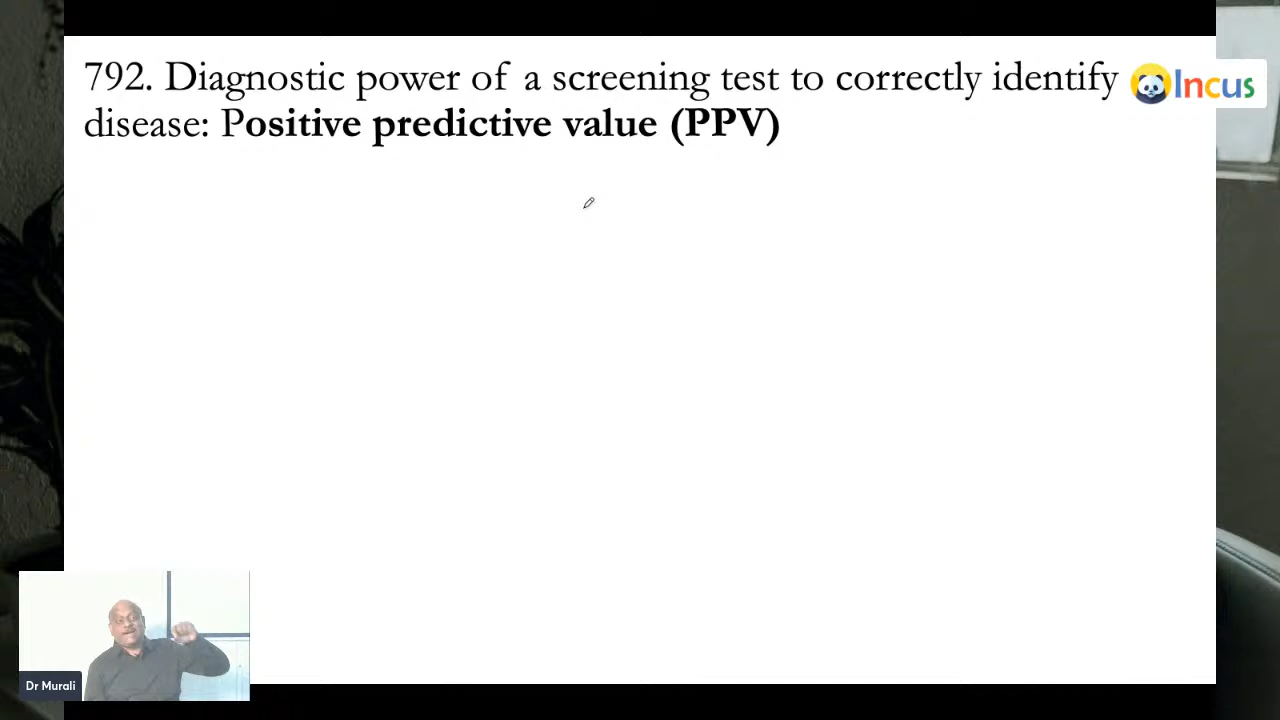 792. Diagnostic power of a screening test to correctly identify
disease: Positive predictive value (PPV)
Incus
Dr Murali